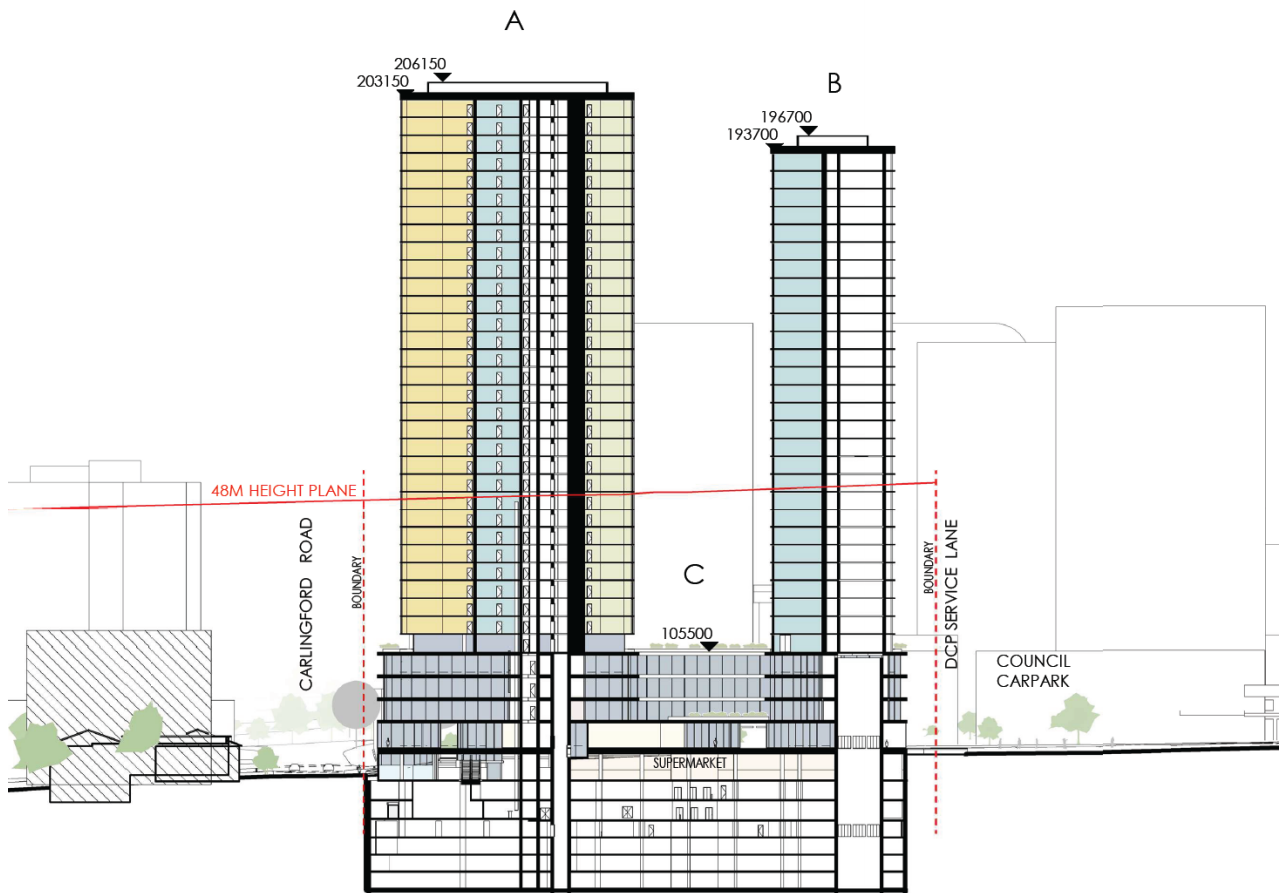 A
206150
203150
B
196700
193700
48M HEIGHT PLANE
CARLINGFORD ROAD
BOUNDARY
C
105500
BOUNDARY
DCP SERVICE LANE
COUNCIL
CARPARK
SUPERMARKET